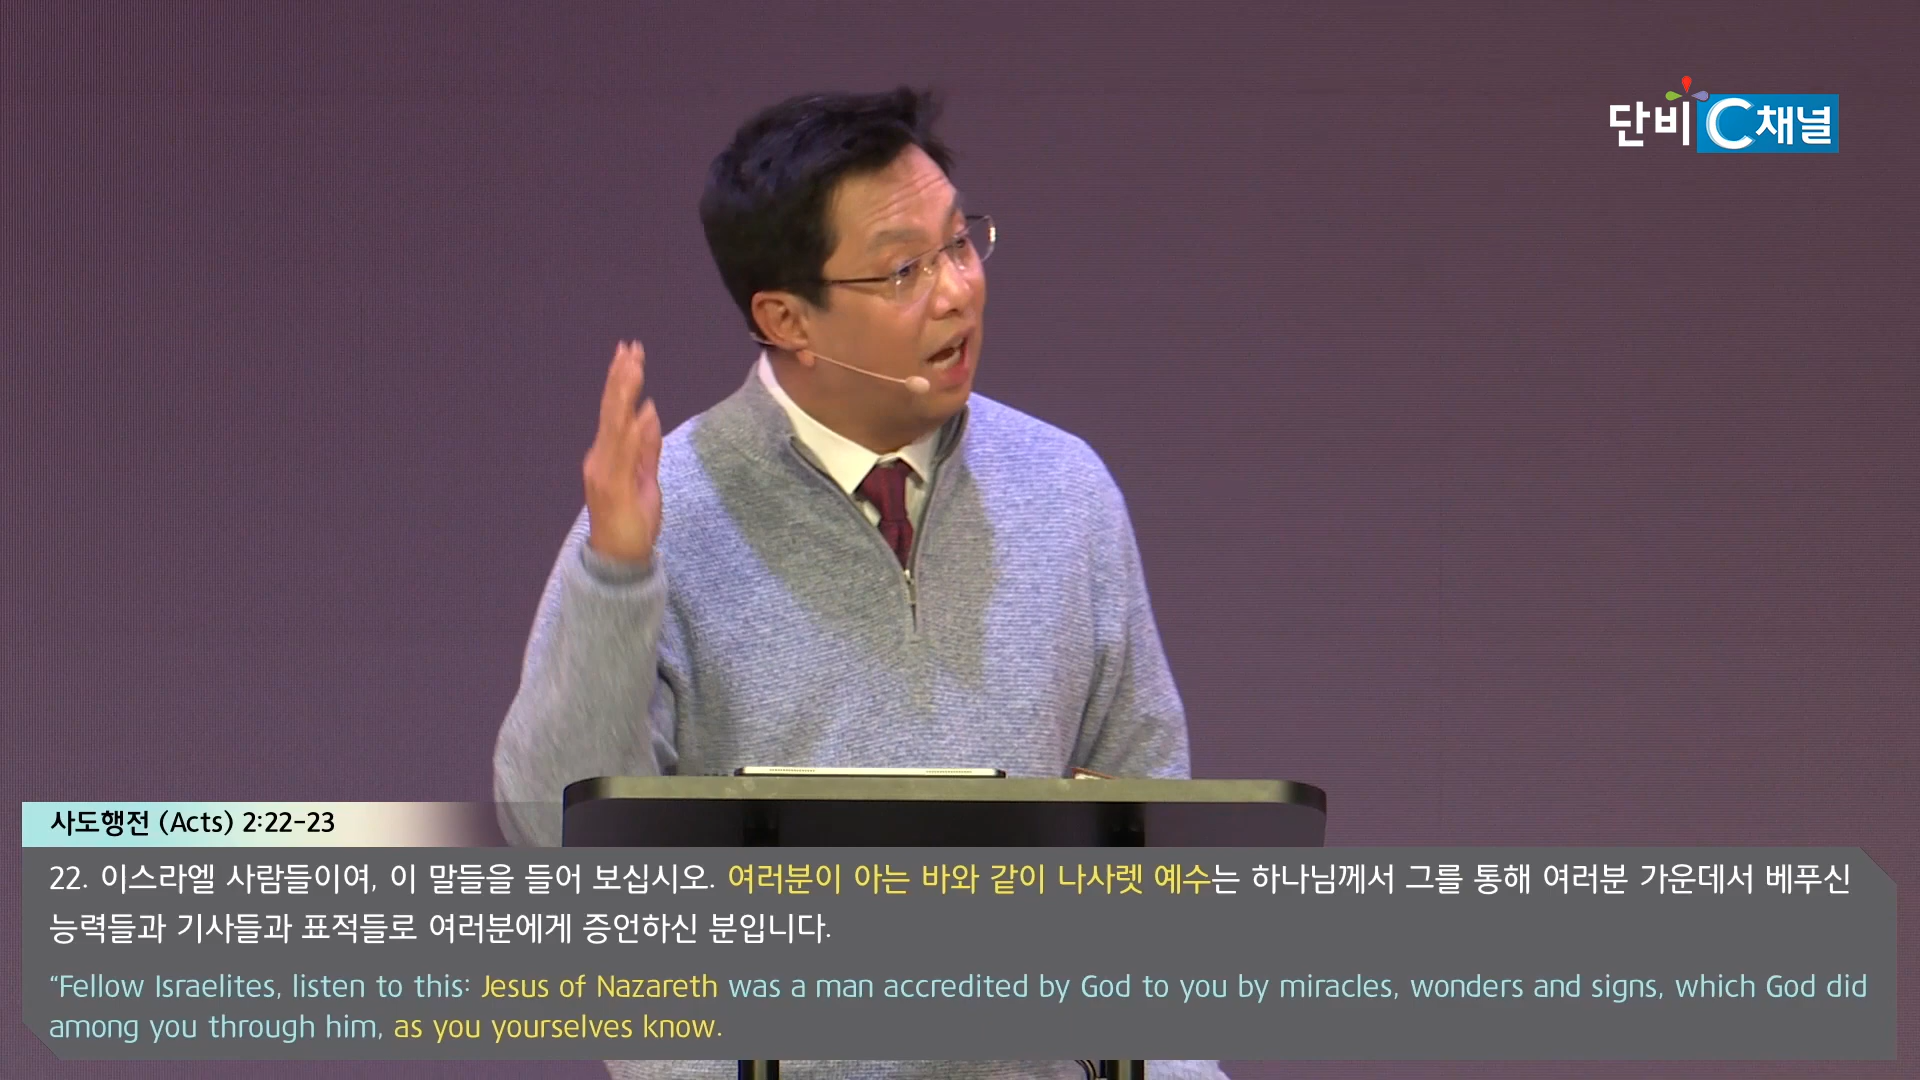 단비 C채널
사도행전 (Acts) 2:22-23
22. 이스라엘 사람들이여, 이 말들을 들어 보십시오. 여러분이 아는 바와 같이 나사렛 예수는 하나님께서 그를 통해 여러분 가운데서 베푸신
능력들과 기사들과 표적들로 여러분에게 증언하신 분입니다.
“Fellow Israelites, listen to this: Jesus of Nazareth was a man accredited by God to you by miracles, wonders and signs, which God did
among you through him, as you yourselves know.